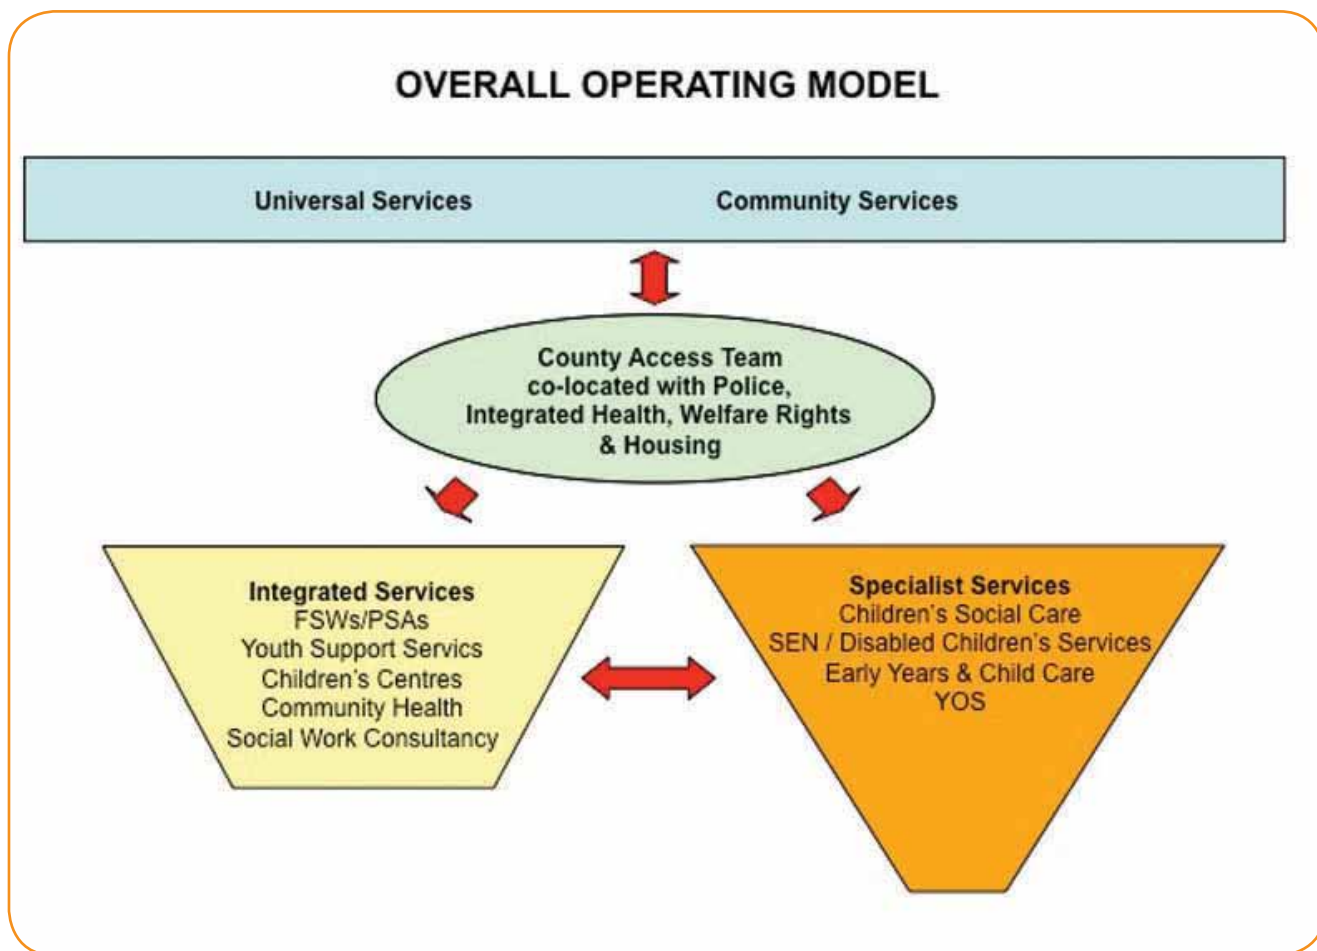 OVERALL OPERATING MODEL
Universal Services
Community Services
County Access Team
co-located with Police,
Integrated Health, Welfare Rights
& Housing
Integrated Services
FSWs/PSAs
Youth Support Servics
Children's Centres
Community Health
Social Work Consultancy
Specialist Services
Children's Social Care
SEN / Disabled Children's Services
Early Years & Child Care
YOS